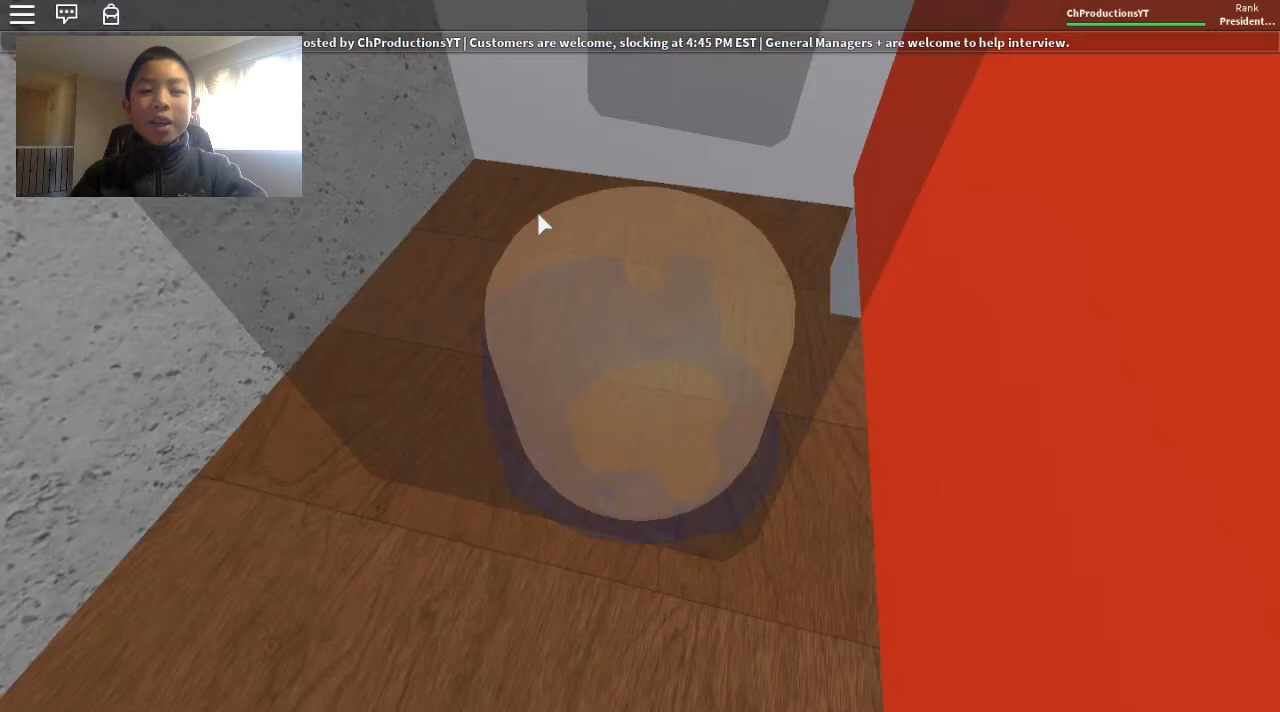 ChProductionsYT
Rank
President...
osted by ChProductionsYT | Customers are welcome, slocking at 4:45 PM EST | General Managers + are welcome to help interview.